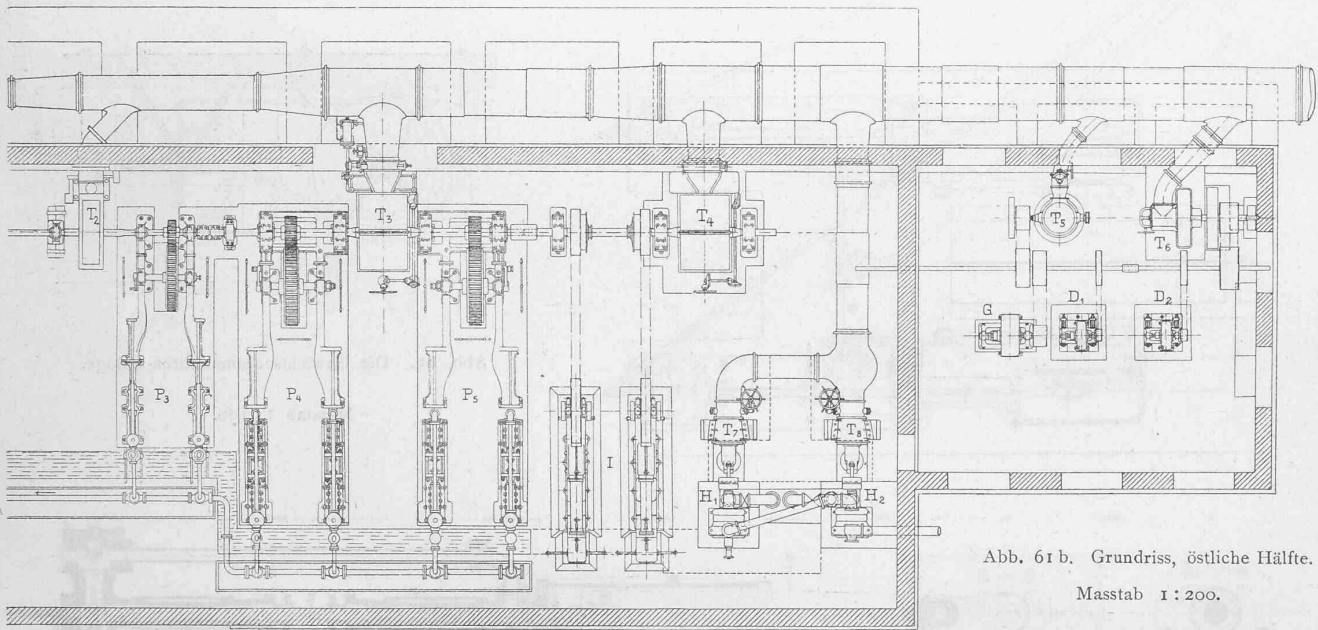 T2
T3
T4
T5
T6
G
D1
D2
P3
P4
P5
I
T7
T8
H1
H2
Abb. 61 b. Grundriss, östliche Hälfte.
Masstab 1 : 200.